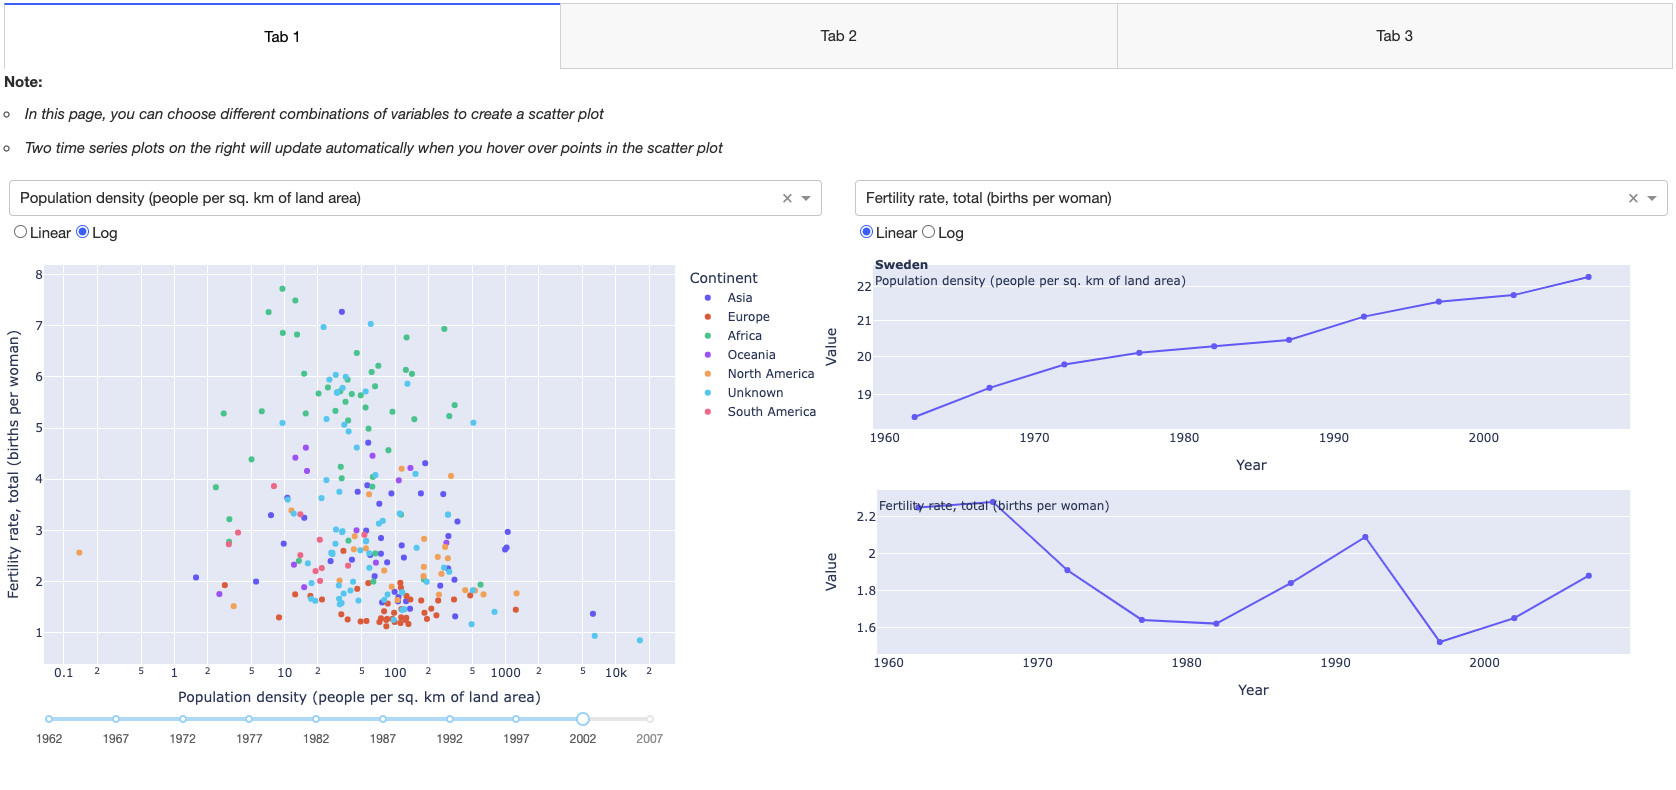 Tab 1
Tab 2
Tab 3
Note:
In this page, you can choose different combinations of variables to create a scatter plot
Two time series plots on the right will update automatically when you hover over points in the scatter plot
Population density (people per sq. km of land area)
Linear Log
Fertility rate, total (births per woman)
Linear Log
8
7
6
5
4
3
2
1
Fertility rate, total (births per woman)
0.1 2 5 1 2 5 10 2 5 100 2 5 1000 2 5 10k 2
Population density (people per sq. km of land area)
Continent
Asia
Europe
Africa
Oceania
North America
Unknown
South America
1962 1967 1972 1977 1982 1987 1992 1997 2002 2007
Sweden
Population density (people per sq. km of land area)
22
21
20
19
Value
1960 1970 1980 1990 2000
Year
Fertility rate, total (births per woman)
2.2
2
1.8
1.6
Value
1960 1970 1980 1990 2000
Year